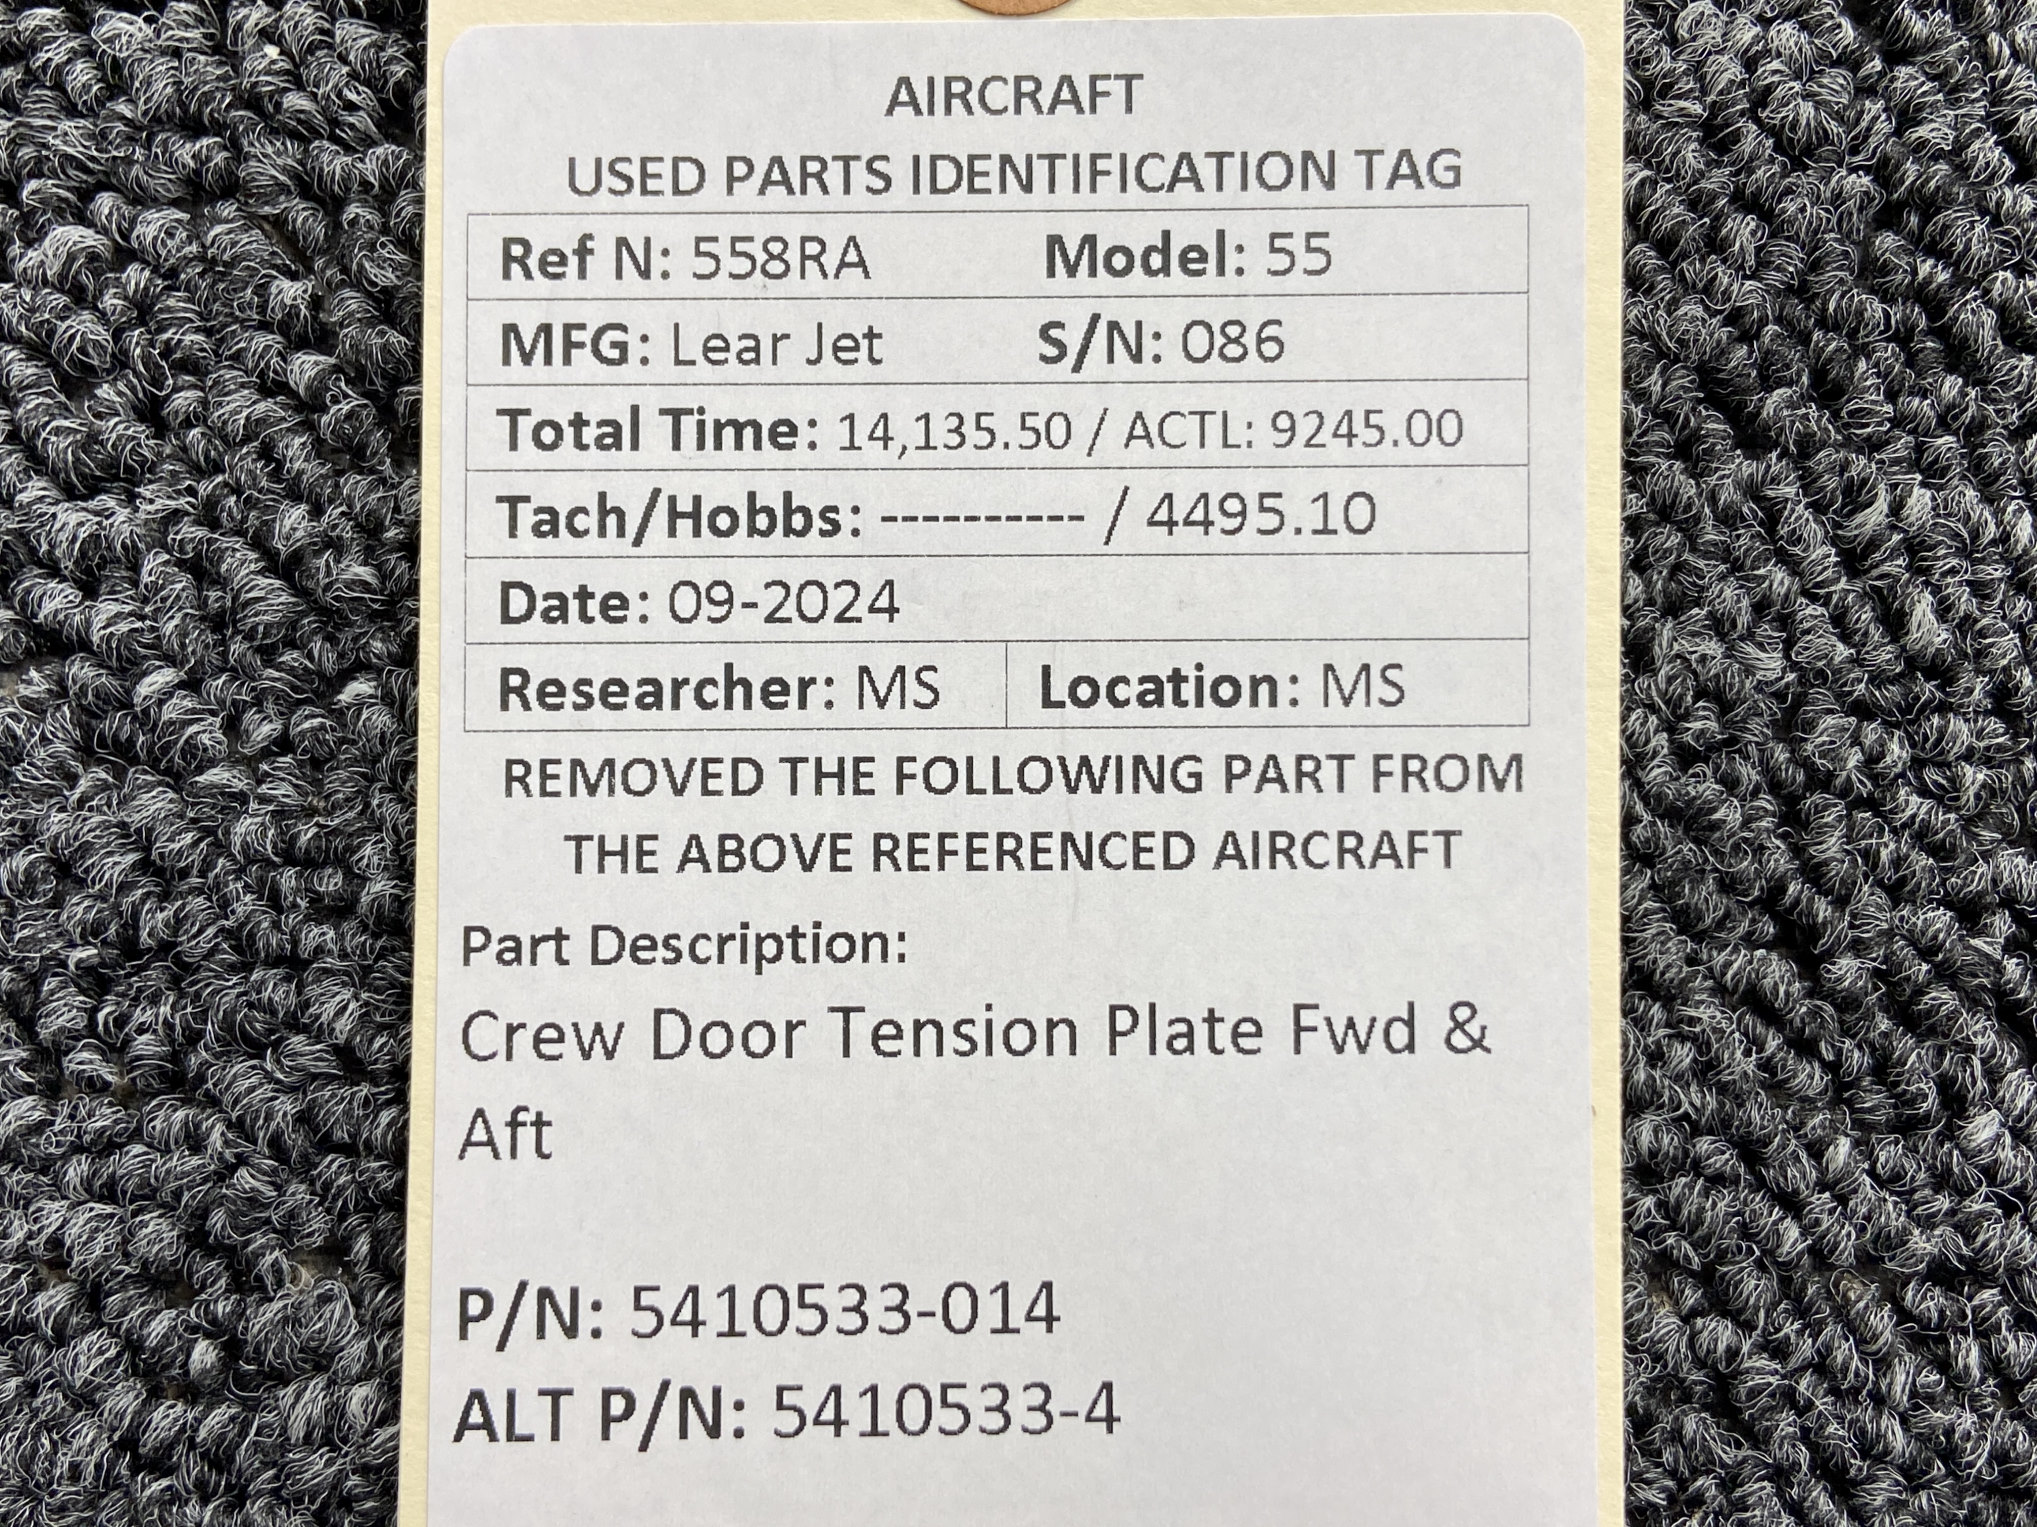 AIRCRAFT
USED PARTS IDENTIFICATION TAG
Ref N: 558RA Model: 55
MFG: Lear Jet S/N: 086
Total Time: 14,135.50 / ACTL: 9245.00
Tach/Hobbs: ---------- / 4495.10
Date: 09-2024
Researcher: MS Location: MS
REMOVED THE FOLLOWING PART FROM
THE ABOVE REFERENCED AIRCRAFT
Part Description:
Crew Door Tension Plate Fwd &
Aft
P/N: 5410533-014
ALT P/N: 5410533-4